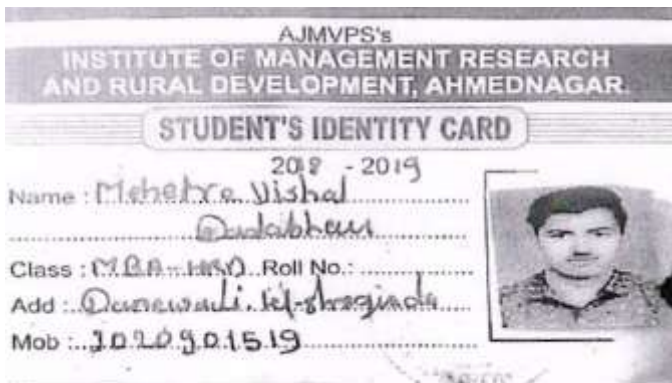 AJMVPS's
INSTITUTE OF MANAGEMENT RESEARCH
AND RURAL DEVELOPMENT, AHMEDNAGAR.
STUDENT'S IDENTITY CARD
2018 - 2019
Name : Mehetre Vishal
Dadabhau
Class : MBA-HRD Roll No.:
Add :
Mob : 7020901519